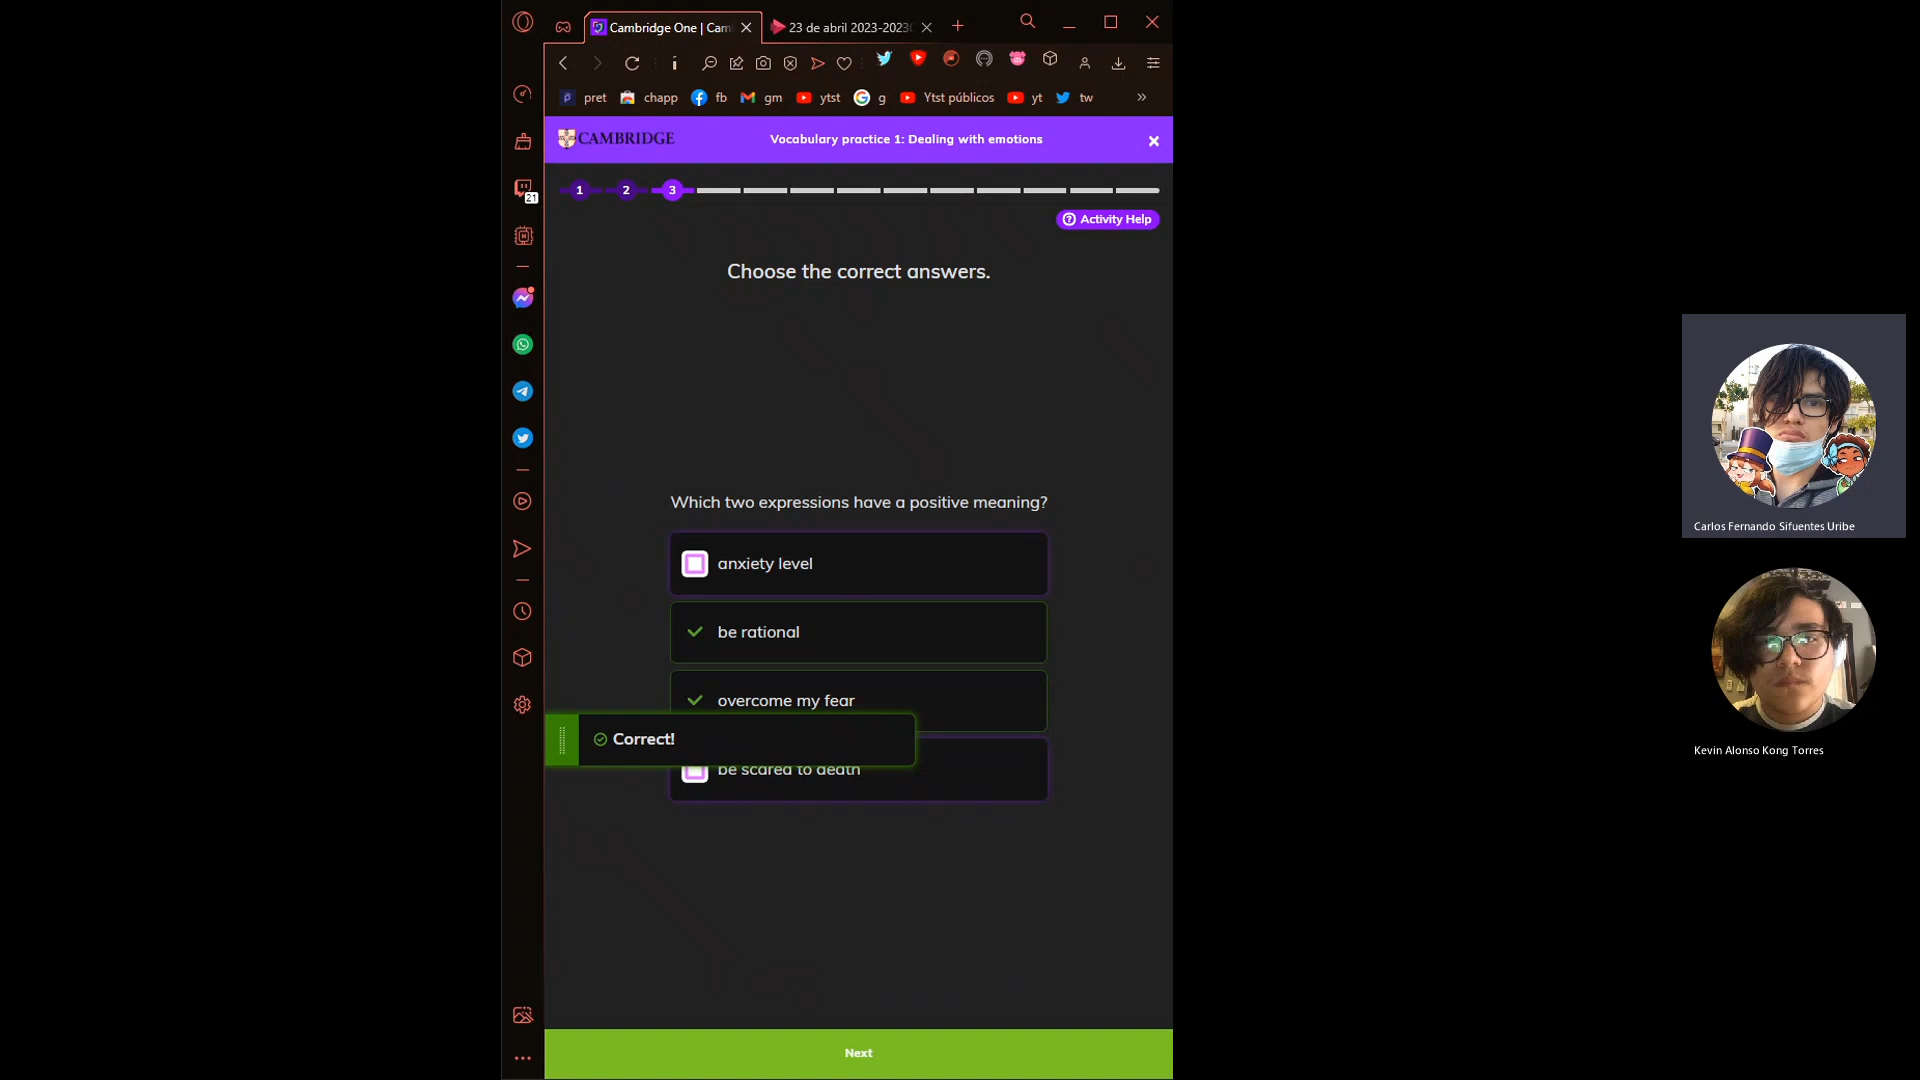 Cambridge One | Cam
23 de abril 2023-2023
pret
chapp
fb
gm
ytst
g
Ytst públicos
yt
tw
CAMBRIDGE
Vocabulary practice 1: Dealing with emotions
1
2
3
21
Activity Help
Choose the correct answers.
Which two expressions have a positive meaning?
anxiety level
be rational
overcome my fear
Correct!
be scared to death
Next
Carlos Fernando Sifuentes Uribe
Kevin Alonso Kong Torres